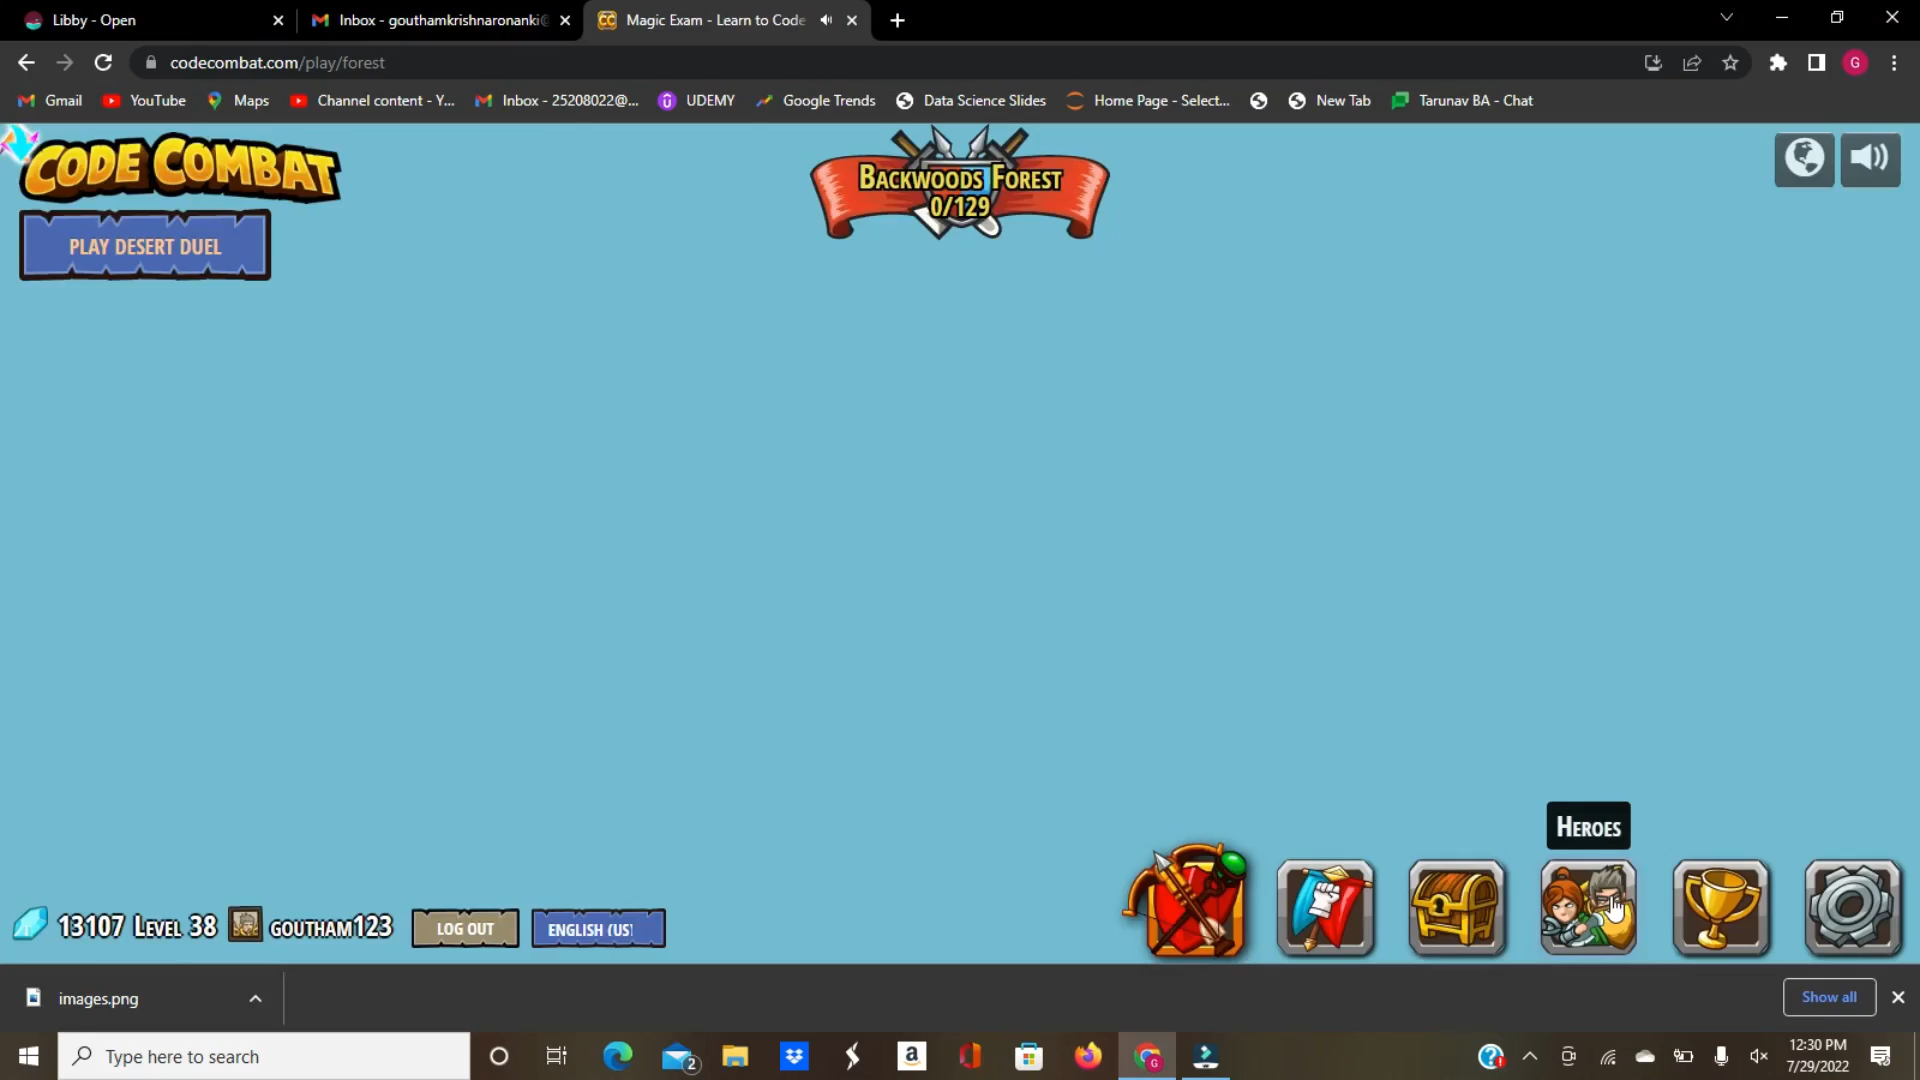 Libby - Open
Inbox - gouthamkrishnaronanki@
Magic Exam - Learn to Code
codecombat.com/play/forest
Gmail
YouTube
Maps
Channel content - Y...
Inbox - 25208022@...
UDEMY
Google Trends
Data Science Slides
Home Page - Select...
New Tab
Tarunav BA - Chat
CODE COMBAT
BACKWOODS FOREST
0/129
PLAY DESERT DUEL
HEROES
13107 LEVEL 38
GOUTHAM123
LOG OUT
ENGLISH (US)
images.png
Show all
Type here to search
2
12:30 PM
7/29/2022